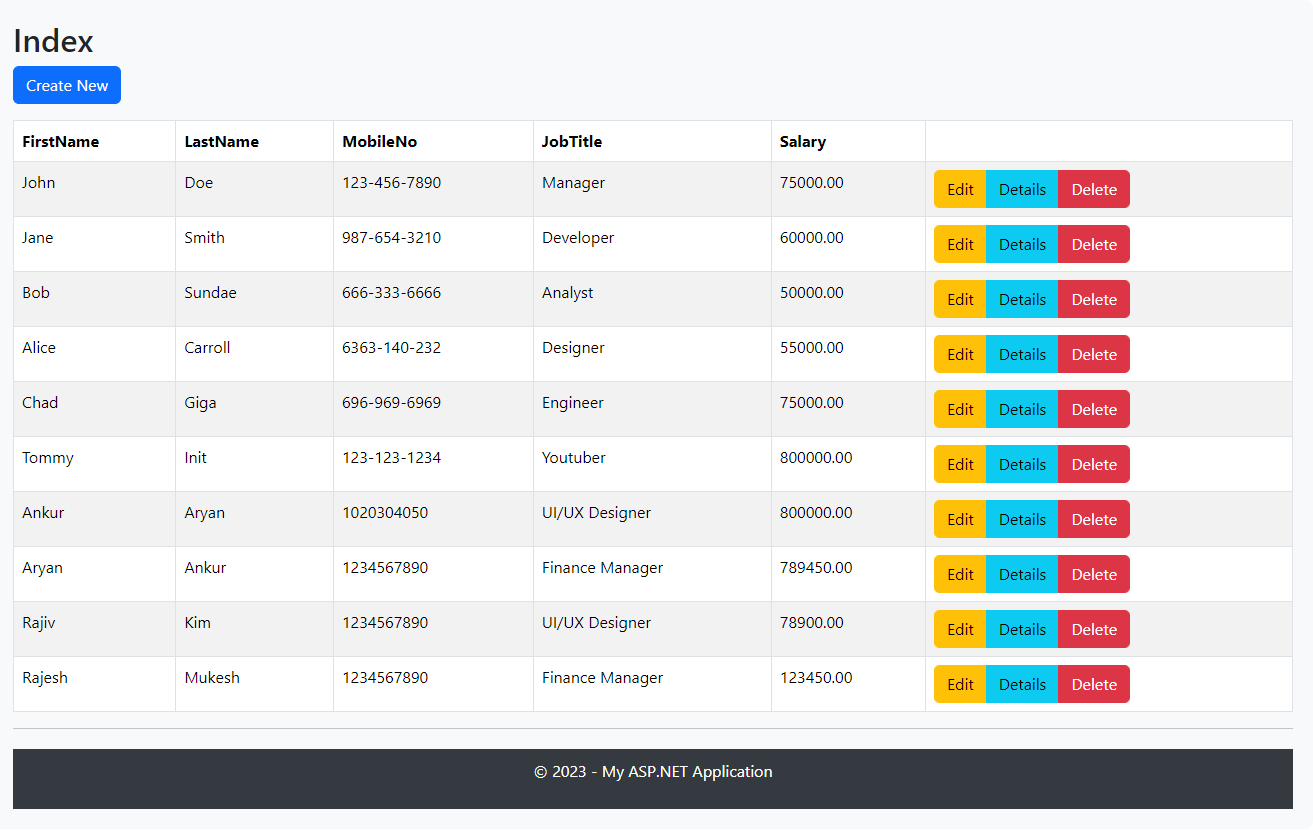 Index
Create New
FirstName LastName MobileNo JobTitle Salary
John Doe 123-456-7890 Manager 75000.00 Edit Details Delete
Jane Smith 987-654-3210 Developer 60000.00 Edit Details Delete
Bob Sundae 666-333-6666 Analyst 50000.00 Edit Details Delete
Alice Carroll 6363-140-232 Designer 55000.00 Edit Details Delete
Chad Giga 696-969-6969 Engineer 75000.00 Edit Details Delete
Tommy Init 123-123-1234 Youtuber 800000.00 Edit Details Delete
Ankur Aryan 1020304050 UI/UX Designer 800000.00 Edit Details Delete
Aryan Ankur 1234567890 Finance Manager 789450.00 Edit Details Delete
Rajiv Kim 1234567890 UI/UX Designer 78900.00 Edit Details Delete
Rajesh Mukesh 1234567890 Finance Manager 123450.00 Edit Details Delete
© 2023 - My ASP.NET Application